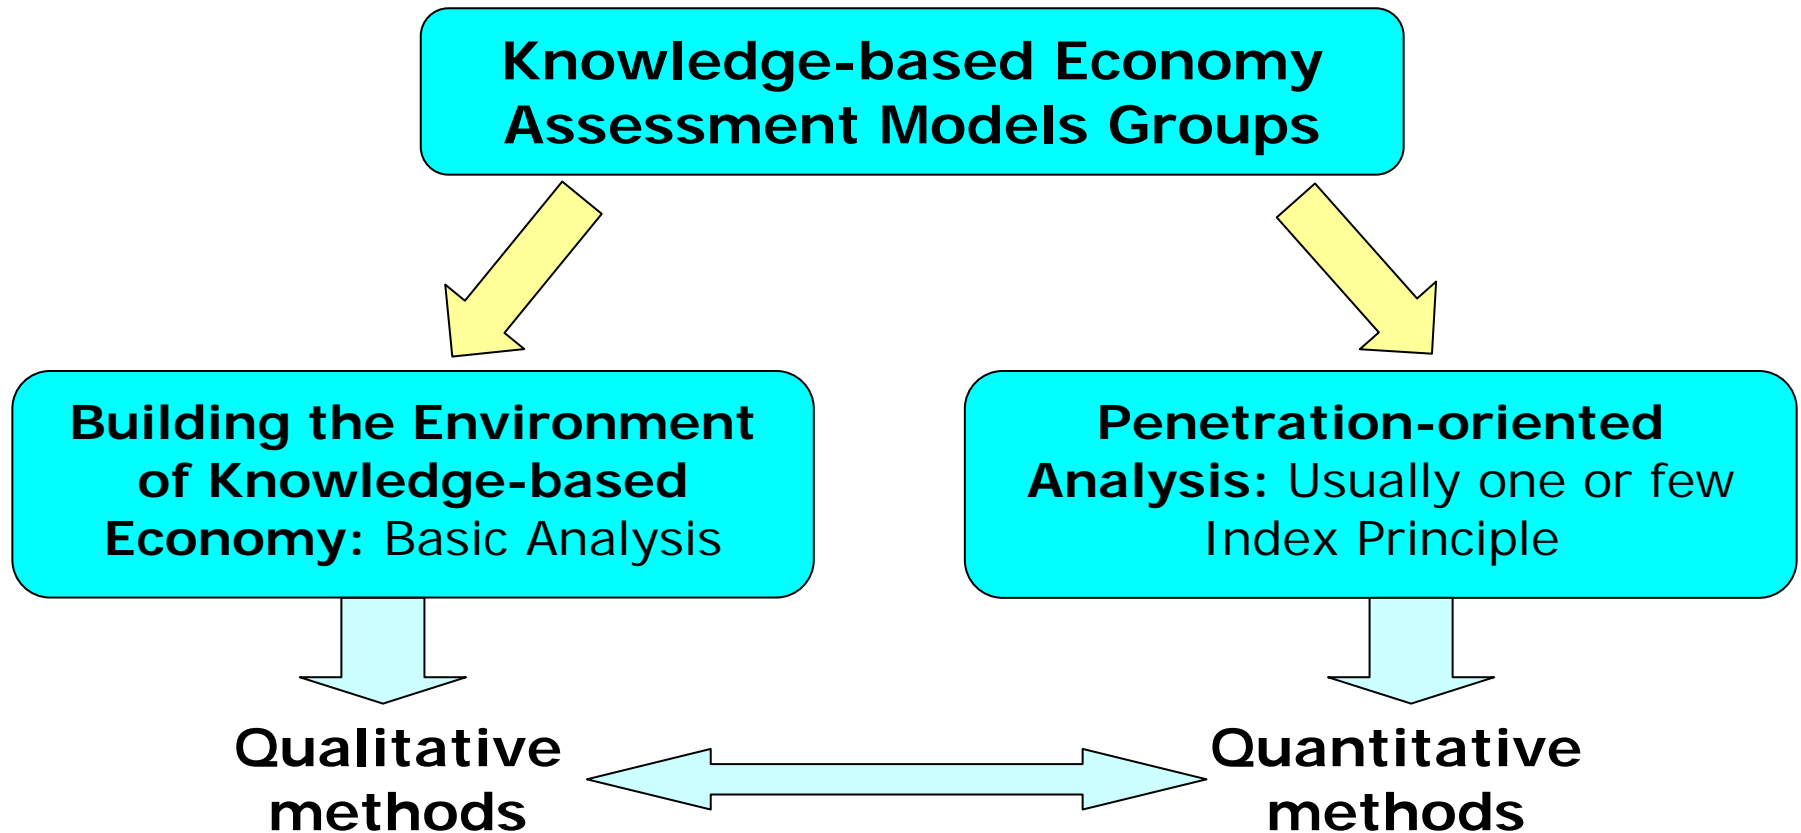 Knowledge-based Economy
Assessment Models Groups
Building the Environment
of Knowledge-based
Economy: Basic Analysis
Penetration-oriented
Analysis: Usually one or few
Index Principle
Qualitative
methods
Quantitative
methods